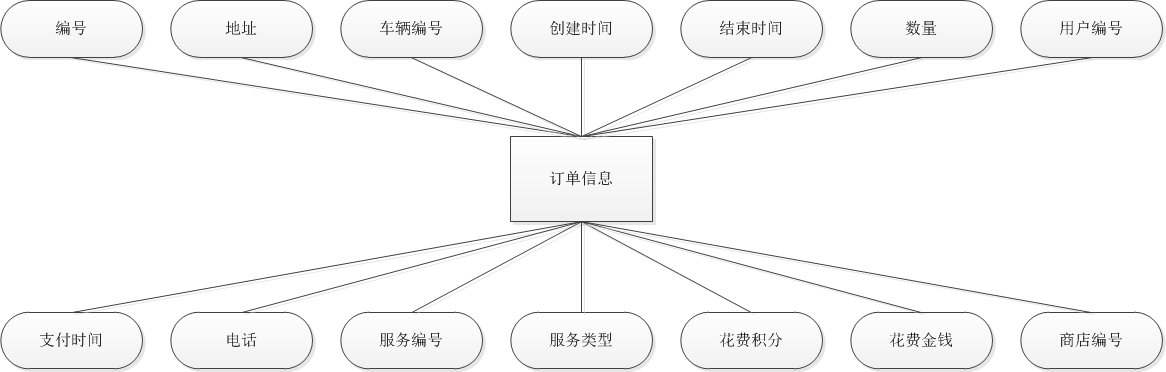 编号
地址
车辆编号
创建时间
结束时间
数量
用户编号
订单信息
支付时间
电话
服务编号
服务类型
花费积分
花费金钱
商店编号